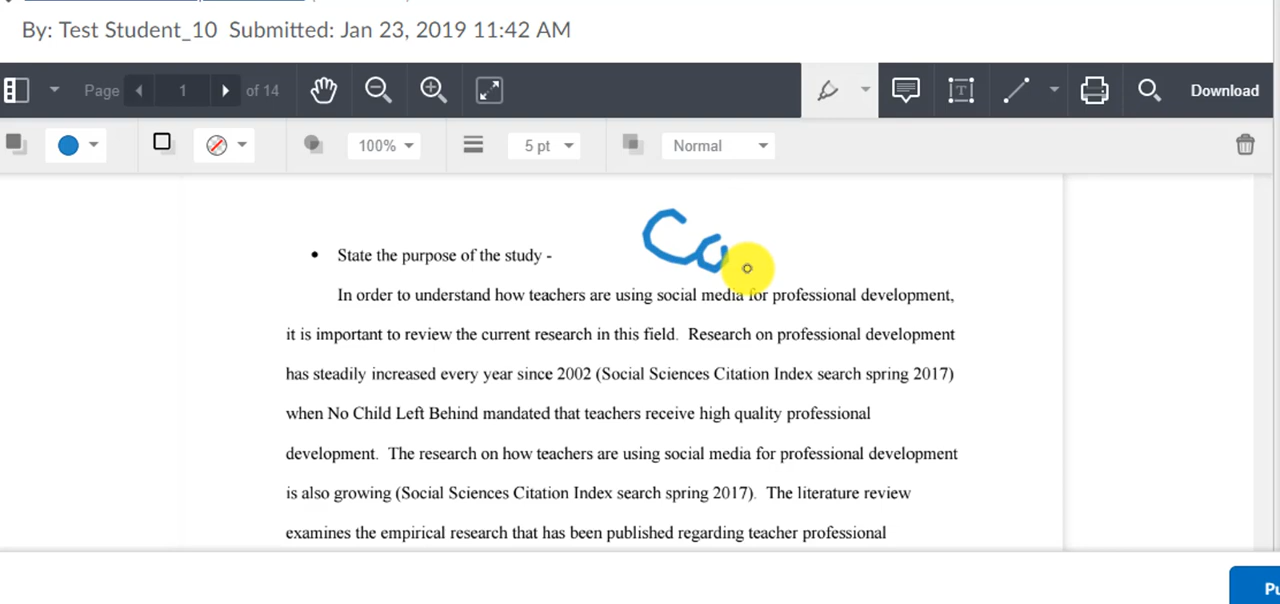 By: Test Student_10 Submitted: Jan 23, 2019 11:42 AM
Page 1 of 14 Download
100% 5 pt Normal
Co
• State the purpose of the study -
In order to understand how teachers are using social media for professional development,
it is important to review the current research in this field. Research on professional development
has steadily increased every year since 2002 (Social Sciences Citation Index search spring 2017)
when No Child Left Behind mandated that teachers receive high quality professional
development. The research on how teachers are using social media for professional development
is also growing (Social Sciences Citation Index search spring 2017). The literature review
examines the empirical research that has been published regarding teacher professional